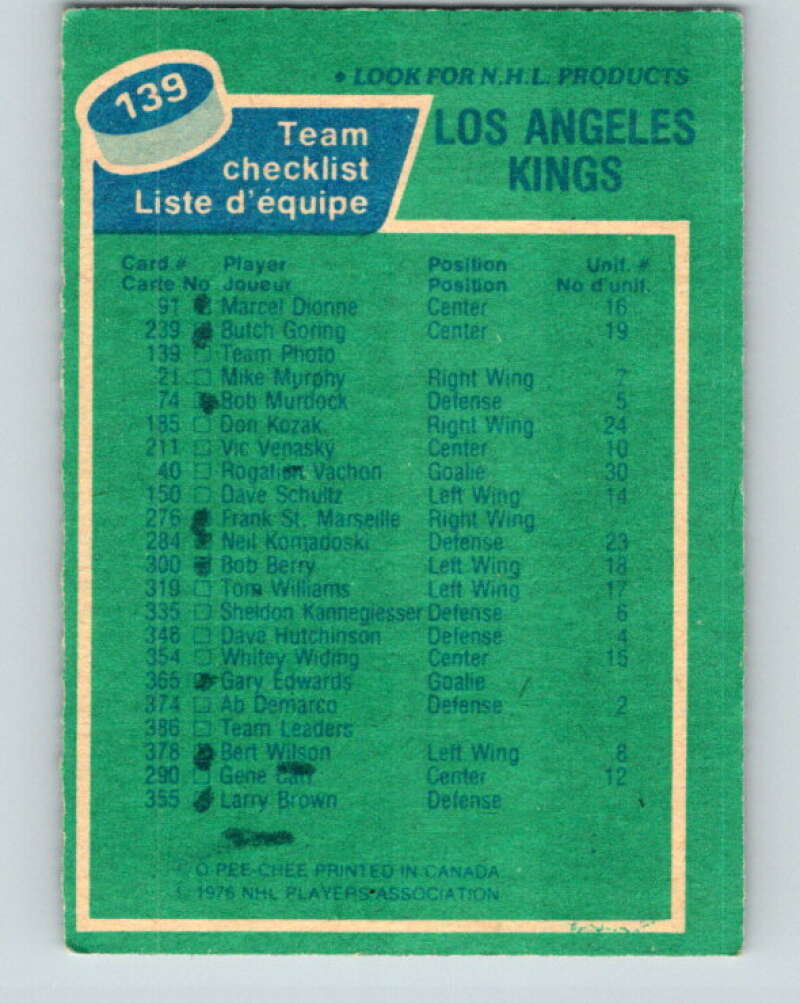 139
• LOOK FOR N.H.L. PRODUCTS
Team checklist
Liste d'équipe
LOS ANGELES
KINGS
Card # Player Position Unif. #
Carte No Joueur Position No d'unif.
91 Marcel Dionne Center 16
239 Butch Goring Center 19
139 Team Photo
21 Mike Murphy Right Wing 7
74 Bob Murdock Defense 5
185 Don Kozak Right Wing 24
211 Vic Venasky Center 10
40 Rogatien Vachon Goalie 30
150 Dave Schultz Left Wing 14
276 Frank St. Marseille Right Wing
284 Neil Komadoski Defense 23
300 Bob Berry Left Wing 18
319 Tom Williams Left Wing 17
335 Sheldon Kannegiesser Defense 6
346 Dave Hutchinson Defense 4
354 Whitey Widing Center 15
365 Gary Edwards Goalie
374 Ab Demarco Defense 2
386 Team Leaders
378 Bert Wilson Left Wing 8
290 Gene Center 12
355 Larry Brown Defense
© O PEE-CHEE PRINTED IN CANADA
© 1976 NHL PLAYERS ASSOCIATION